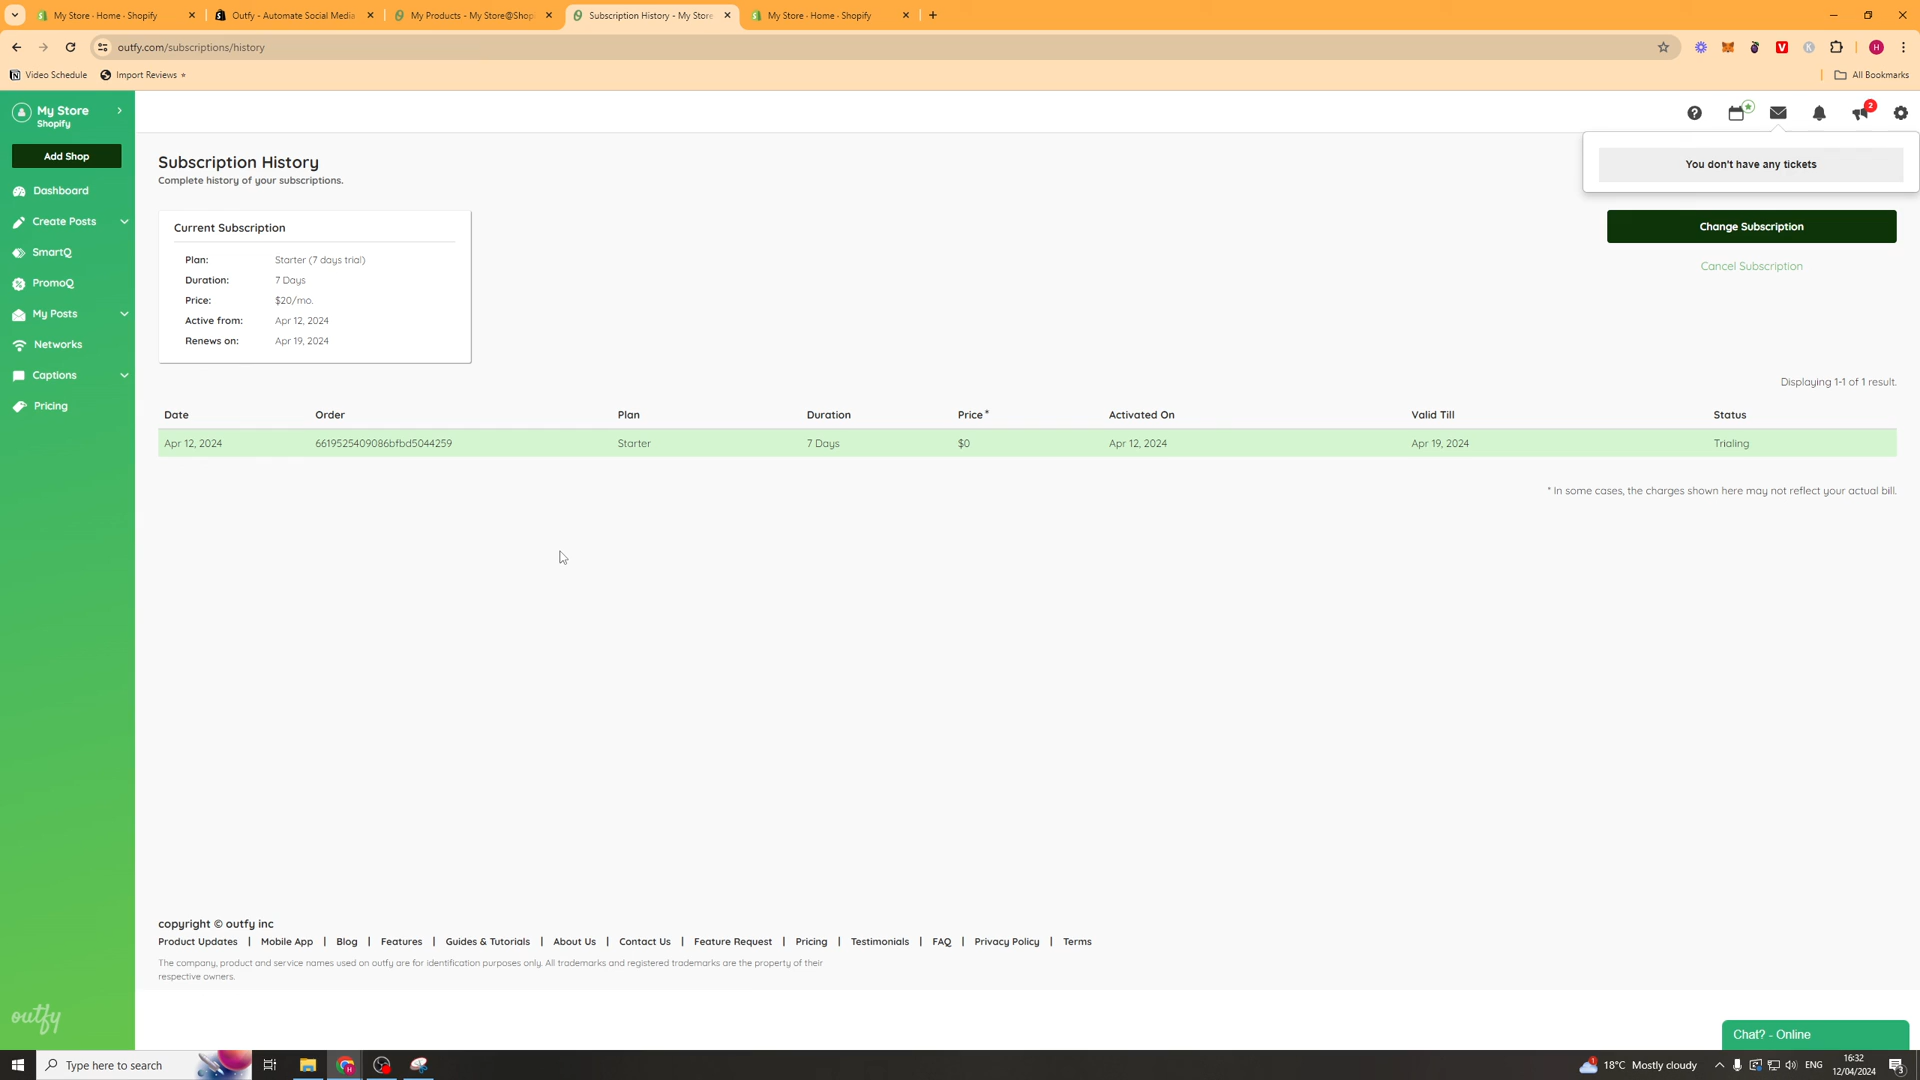 My Store · Home · Shopify
Outfy - Automate Social Media
My Products - My Store@Shop
Subscription History - My Store
My Store · Home · Shopify
outfy.com/subscriptions/history
H
Video Schedule
Import Reviews
All Bookmarks
My Store
Shopify
2
Add Shop
Dashboard
Create Posts
SmartQ
PromoQ
My Posts
Networks
Captions
Pricing
outfy
You don't have any tickets
Subscription History
Complete history of your subscriptions.
Change Subscription
Cancel Subscription
Current Subscription
Plan: Starter (7 days trial)
Duration: 7 Days
Price: $20/mo.
Active from: Apr 12, 2024
Renews on: Apr 19, 2024
Displaying 1-1 of 1 result.
Date Order Plan Duration Price* Activated On Valid Till Status
Apr 12, 2024 6619525409086bfbd5044259 Starter 7 Days $0 Apr 12, 2024 Apr 19, 2024 Trialing
* In some cases, the charges shown here may not reflect your actual bill.
copyright © outfy inc
Product Updates | Mobile App | Blog | Features | Guides & Tutorials | About Us | Contact Us | Feature Request | Pricing | Testimonials | FAQ | Privacy Policy | Terms
The company, product and service names used on outfy are for identification purposes only. All trademarks and registered trademarks are the property of their
respective owners.
Chat? - Online
Type here to search
1
18°C Mostly cloudy
ENG
16:32
12/04/2024
3